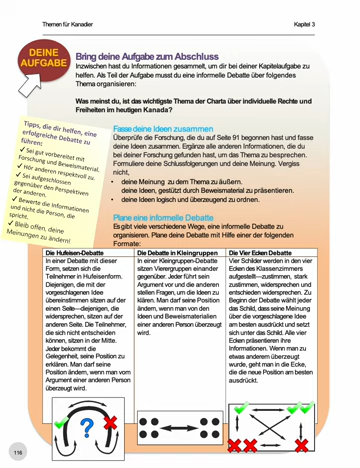 Themen für Kanadier
Kapitel 3
DEINE
AUFGABE
Bring deine Aufgabe zum Abschluss
Inzwischen hast du Informationen gesammelt, um dir bei deiner Kapitelaufgabe zu
helfen. Als Teil der Aufgabe musst du eine informelle Debatte über folgendes
Thema organisieren:
Was meinst du, ist das wichtigste Thema der Charta über individuelle Rechte und
Freiheiten im heutigen Kanada?
Tipps, die dir helfen, eine
erfolgreiche Debatte zu
führen!
✓ Sei gut vorbereitet mit
Forschung und Beweismaterial.
✓ Hör anderen respektvoll zu.
✓ Sei aufgeschlossen
gegenüber den Perspektiven
der anderen.
✓ Bewerte die Informationen
und nicht die Person, die
spricht.
✓ Bleib offen, deine
Meinungen zu ändern!
Fasse deine Ideen zusammen
Überprüfe die Forschung, die du auf Seite 91 begonnen hast und fasse
deine Ideen zusammen. Ergänze alle anderen Informationen, die du
bei deiner Forschung gefunden hast, um das Thema zu besprechen.
Formuliere deine Schlussfolgerungen und deine Meinung. Vergiss
nicht,
• deine Meinung zu dem Thema zu äußern.
deine Ideen, gestützt durch Beweismaterial zu präsentieren.
• deine Ideen logisch und überzeugend zu ordnen.
Plane eine informelle Debatte
Es gibt viele verschiedene Wege, eine informelle Debatte zu
organisieren. Plane deine Debatte mit Hilfe einer der folgenden
Formate:
Die Hufeisen-Debatte
In einer Debatte mit dieser
Form, setzen sich die
Teilnehmer in Hufeisenform.
Diejenigen, die mit der
vorgeschlagenen Idee
übereinstimmen sitzen auf der
einen Seite—diejenigen, die
widersprechen, sitzen auf der
anderen Seite. Die Teilnehmer,
die sich nicht entscheiden
können, sitzen in der Mitte.
Jeder bekommt die
Gelegenheit, seine Position zu
erklären. Man darf seine
Position ändern, wenn man vom
Argument einer anderen Person
überzeugt wird.
Die Debatte in Kleingruppen
In einer Kleingruppen-Debatte
sitzen Vierergruppen einander
gegenüber. Jeder führt sein
Argument vor und die anderen
stellen Fragen, um die Ideen zu
klären. Man darf seine Position
ändern, wenn man von den
Ideen und Beweismaterialien
einer anderen Person überzeugt
wird.
Die Vier Ecken Debatte
Vier Schilder werden in den vier
Ecken des Klassenzimmers
aufgestellt—zustimmen, stark
zustimmen, widersprechen und
entschieden widersprechen. Zu
Beginn der Debatte wählt jeder
das Schild, dass seine Meinung
über die vorgeschlagene Idee
am besten ausdrückt und setzt
sich unter das Schild. Alle vier
Ecken präsentieren ihre
Informationen. Wenn man zu
etwas anderem überzeugt
wurde, geht man in die Ecke,
die die neue Position am besten
ausdrückt.
?
116